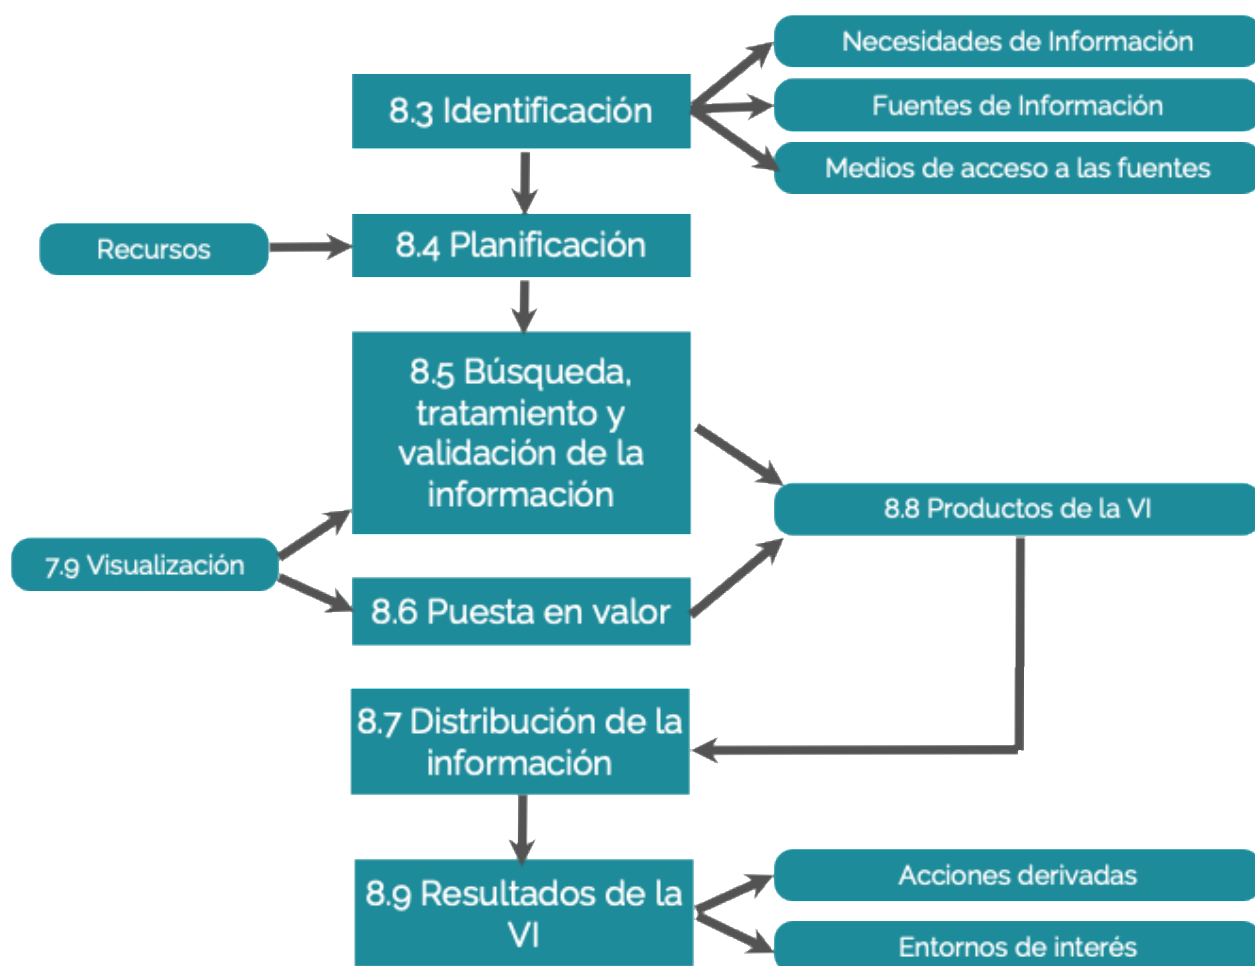 Necesidades de Información
8.3 Identificación
Fuentes de Información
Medios de acceso a las fuentes
Recursos
8.4 Planificación
8.5 Búsqueda,
tratamiento y
validación de la
información
8.8 Productos de la VI
7.9 Visualización
8.6 Puesta en valor
8.7 Distribución de la
información
8.9 Resultados de la
VI
Acciones derivadas
Entornos de interés